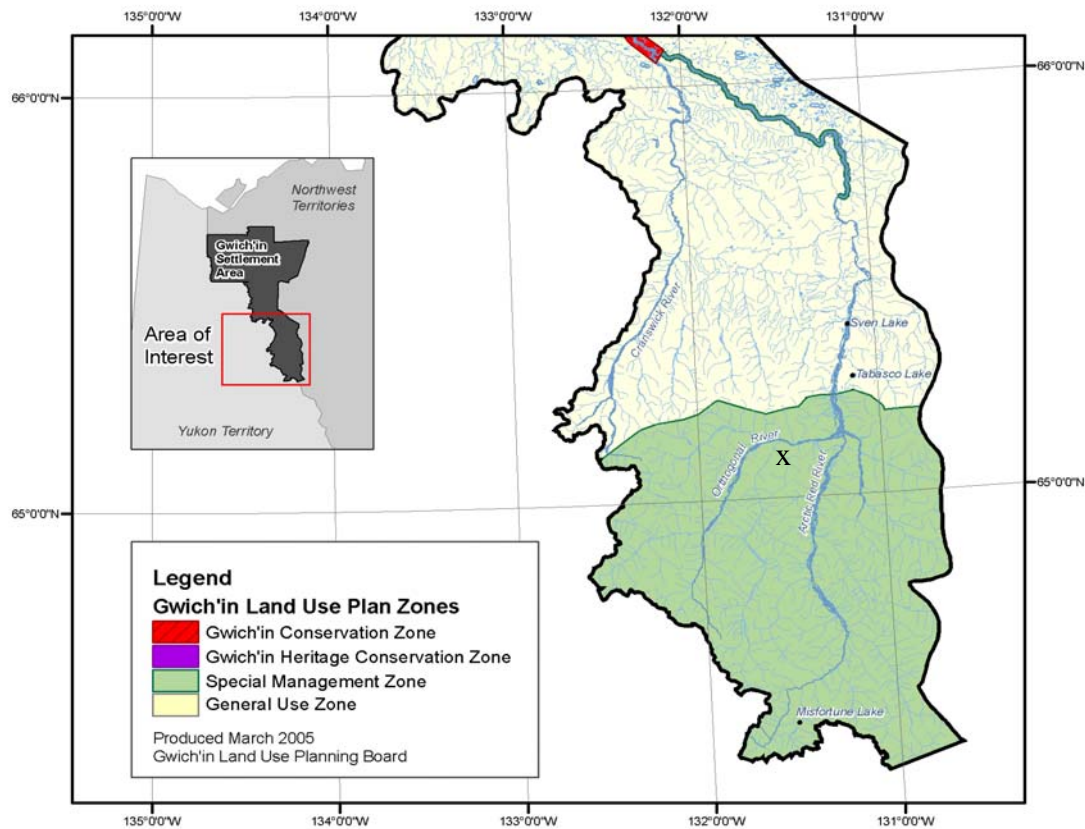 135°0'0"W
134°0'0"W
133°0'0"W
132°0'0"W
131°0'0"W
66°0'0"N
66°0'0"N
Northwest
Territories
Gwich'in
Settlement
Area
Area of
Interest
Yukon Territory
Cranswick River
Sven Lake
Tabasco Lake
Orthogonal River
X
Arctic Red River
65°0'0"N
65°0'0"N
Misfortune Lake
Legend
Gwich'in Land Use Plan Zones
Gwich'in Conservation Zone
Gwich'in Heritage Conservation Zone
Special Management Zone
General Use Zone
Produced March 2005
Gwich'in Land Use Planning Board
135°0'0"W
134°0'0"W
133°0'0"W
132°0'0"W
131°0'0"W